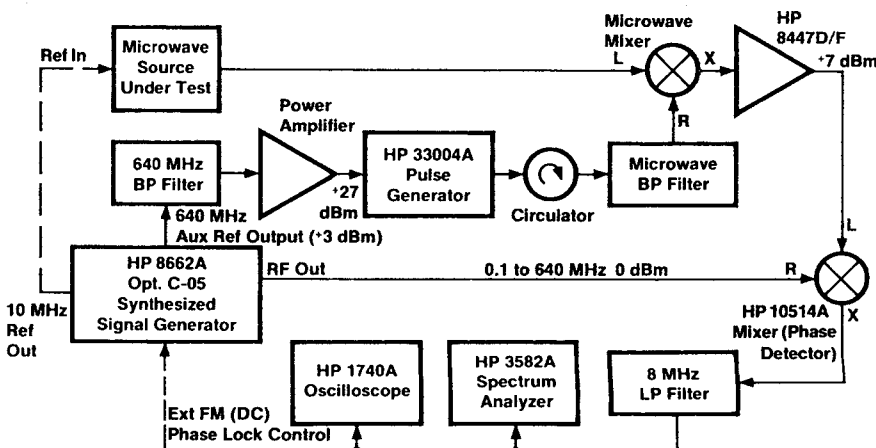 Ref In
Microwave
Source
Under Test
L
Microwave
Mixer
X
R
HP
8447D/F
+7 dBm
Power
Amplifier
640 MHz
BP Filter
+27
dBm
HP 33004A
Pulse
Generator
Circulator
Microwave
BP Filter
640 MHz
Aux Ref Output (+3 dBm)
HP 8662A
Opt. C-05
Synthesized
Signal Generator
RF Out
0.1 to 640 MHz 0 dBm
R
L
X
10 MHz
Ref
Out
HP 10514A
Mixer (Phase
Detector)
HP 1740A
Oscilloscope
HP 3582A
Spectrum
Analyzer
8 MHz
LP Filter
Ext FM (DC)
Phase Lock Control